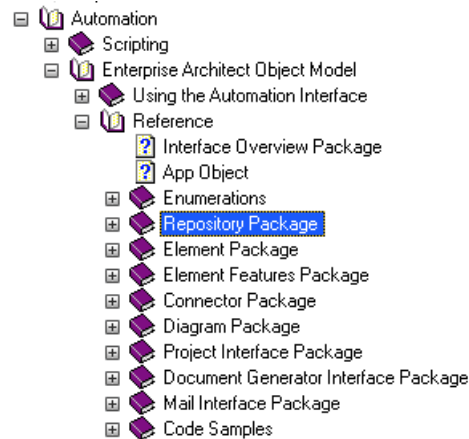 Automation
Scripting
Enterprise Architect Object Model
Using the Automation Interface
Reference
Interface Overview Package
App Object
Enumerations
Repository Package
Element Package
Element Features Package
Connector Package
Diagram Package
Project Interface Package
Document Generator Interface Package
Mail Interface Package
Code Samples